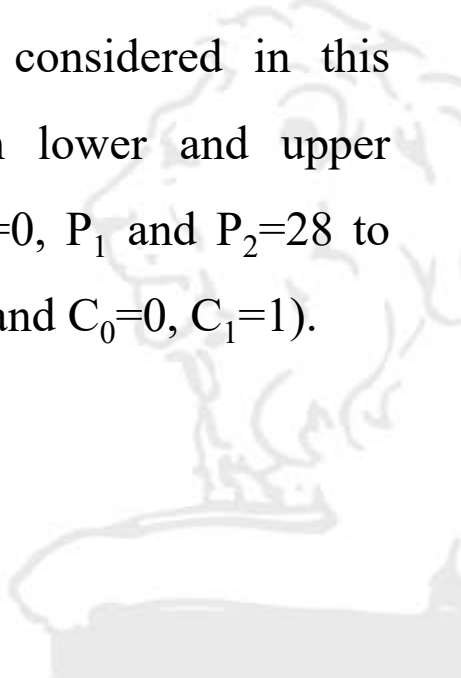 considered in this
lower and upper
=0, P₁ and P₂=28 to
and C₀=0, C₁=1).